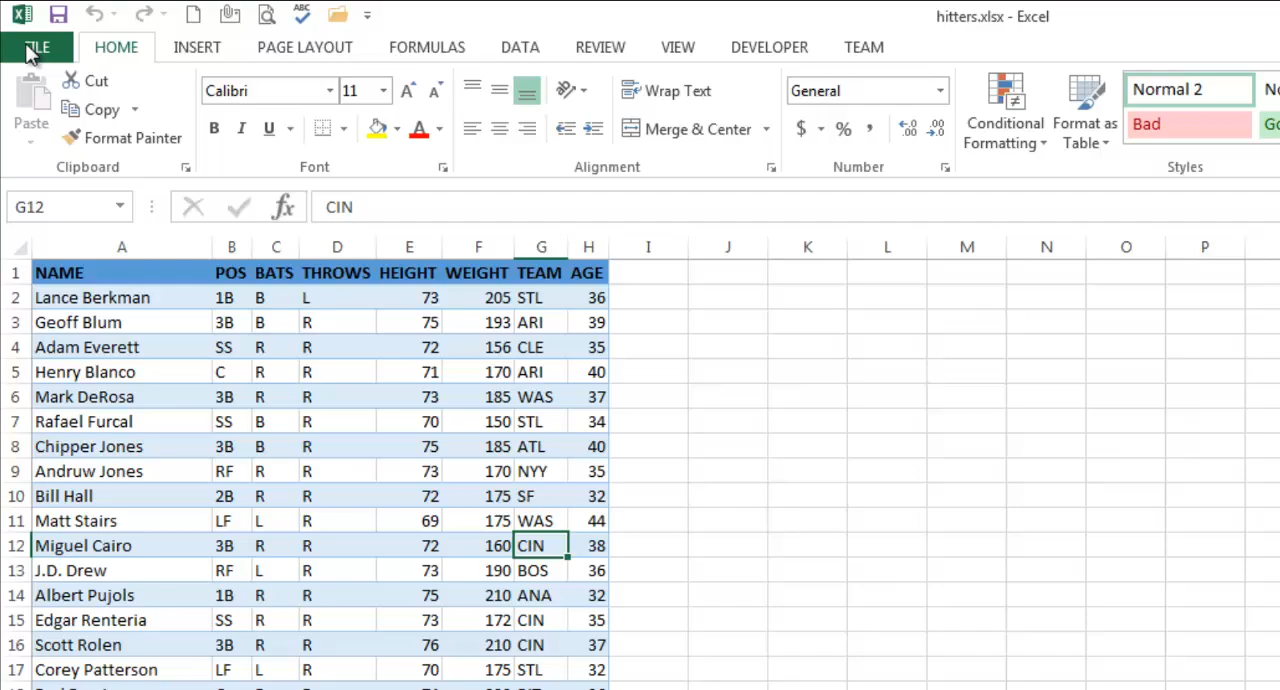 ABC
hitters.xlsx - Excel
HOME INSERT PAGE LAYOUT FORMULAS DATA REVIEW VIEW DEVELOPER TEAM
Paste
Cut
Copy
Format Painter
Clipboard
Calibri 11
B I U A
Font
Wrap Text
Merge & Center
Alignment
General
$ %
Number
Conditional Formatting
Format as Table
Normal 2
Bad
Styles
G12 fx CIN
A B C D E F G H I J K L M N O P
1 NAME POS BATS THROWS HEIGHT WEIGHT TEAM AGE
2 Lance Berkman 1B B L 73 205 STL 36
3 Geoff Blum 3B B R 75 193 ARI 39
4 Adam Everett SS R R 72 156 CLE 35
5 Henry Blanco C R R 71 170 ARI 40
6 Mark DeRosa 3B R R 73 185 WAS 37
7 Rafael Furcal SS B R 70 150 STL 34
8 Chipper Jones 3B B R 75 185 ATL 40
9 Andruw Jones RF R R 73 170 NYY 35
10 Bill Hall 2B R R 72 175 SF 32
11 Matt Stairs LF L R 69 175 WAS 44
12 Miguel Cairo 3B R R 72 160 CIN 38
13 J.D. Drew RF L R 73 190 BOS 36
14 Albert Pujols 1B R R 75 210 ANA 32
15 Edgar Renteria SS R R 73 172 CIN 35
16 Scott Rolen 3B R R 76 210 CIN 37
17 Corey Patterson LF L R 70 175 STL 32